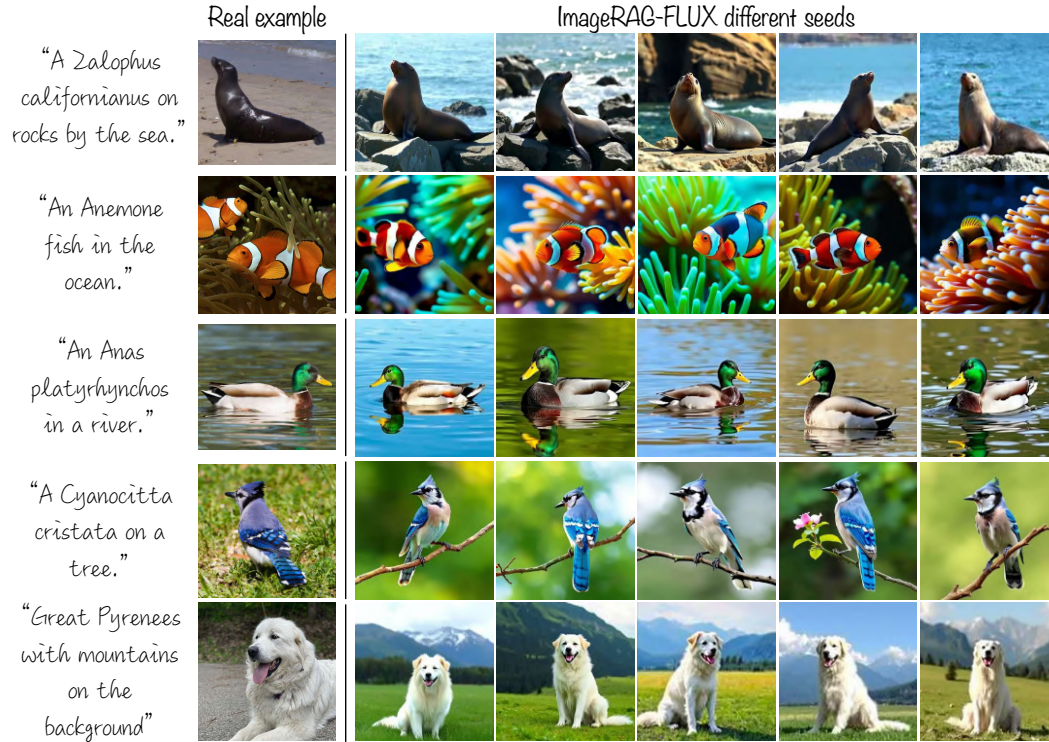 Real example
ImageRAG-FLUX different seeds
“A Zalophus
californianus on
rocks by the sea.”
“An Anemone
fish in the
ocean.”
“An Anas
platyrhynchos
in a river.”
“A Cyanocitta
cristata on a
tree.”
“Great Pyrenees
with mountains
on the
background”